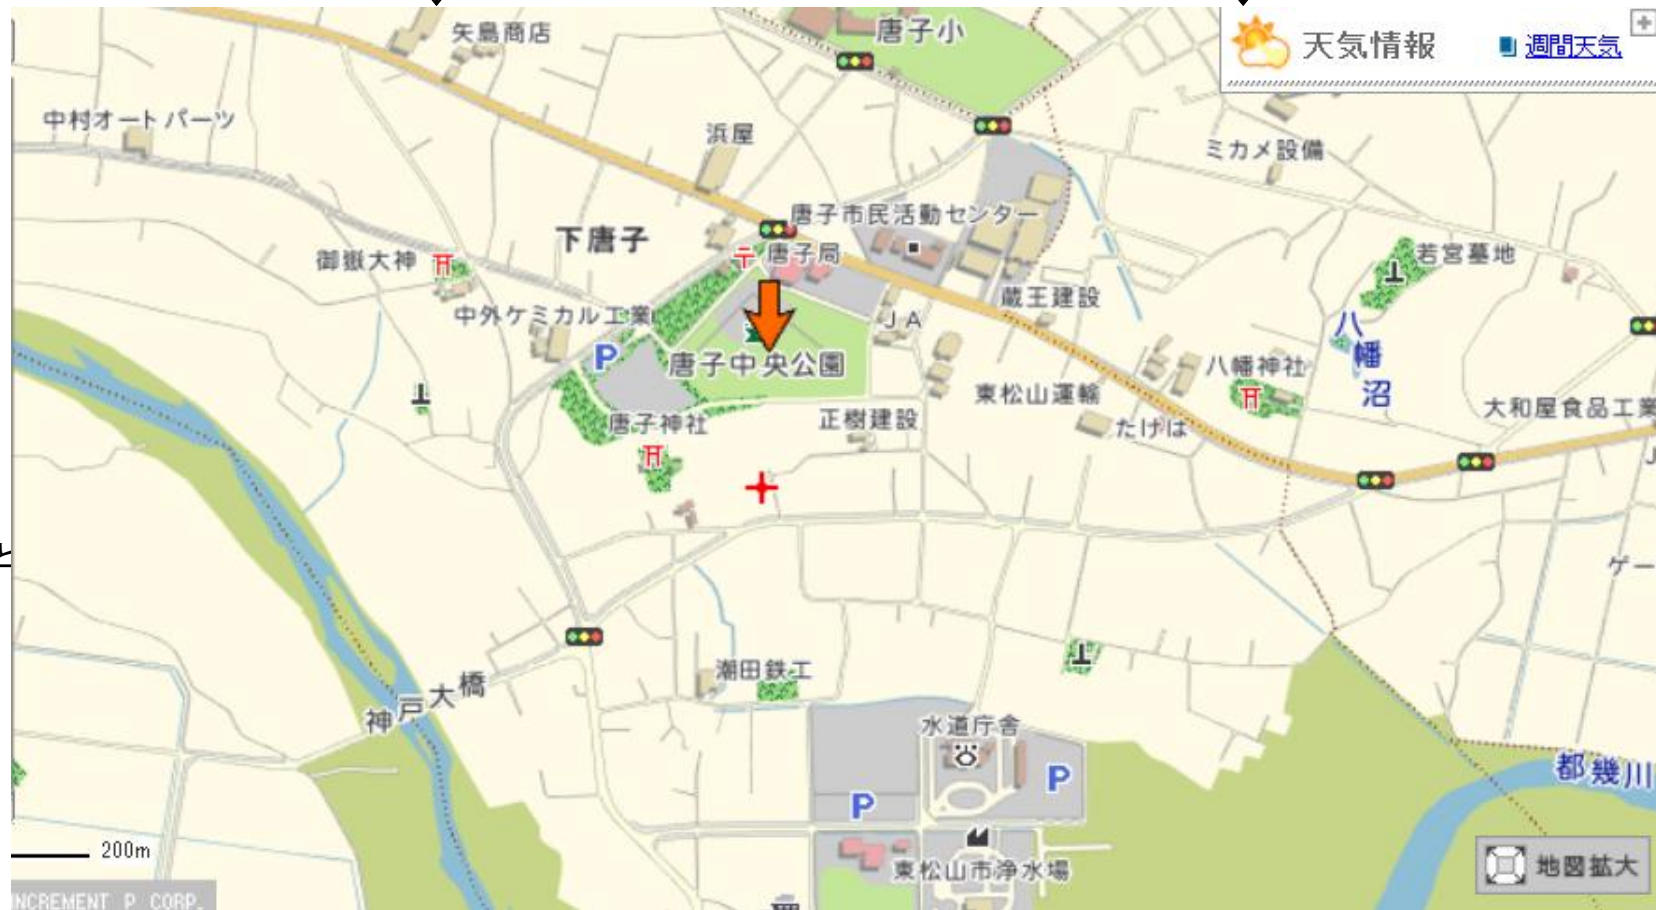 矢島商店
唐子小
天気情報
週間天気
中村オートパーツ
浜屋
ミカメ設備
唐子市民活動センター
下唐子
唐子局
御嶽大神
若宮墓地
蔵王建設
中外ケミカル工業
ＪＡ
P
唐子中央公園
八幡沼
八幡神社
東松山運輸
大和屋食品工業
唐子神社
正樹建設
たけは
ゲー
潮田鉄工
神戸大橋
水道庁舎
P
P
都幾川
200m
東松山市浄水場
地図拡大
INCREMENT P CORP.